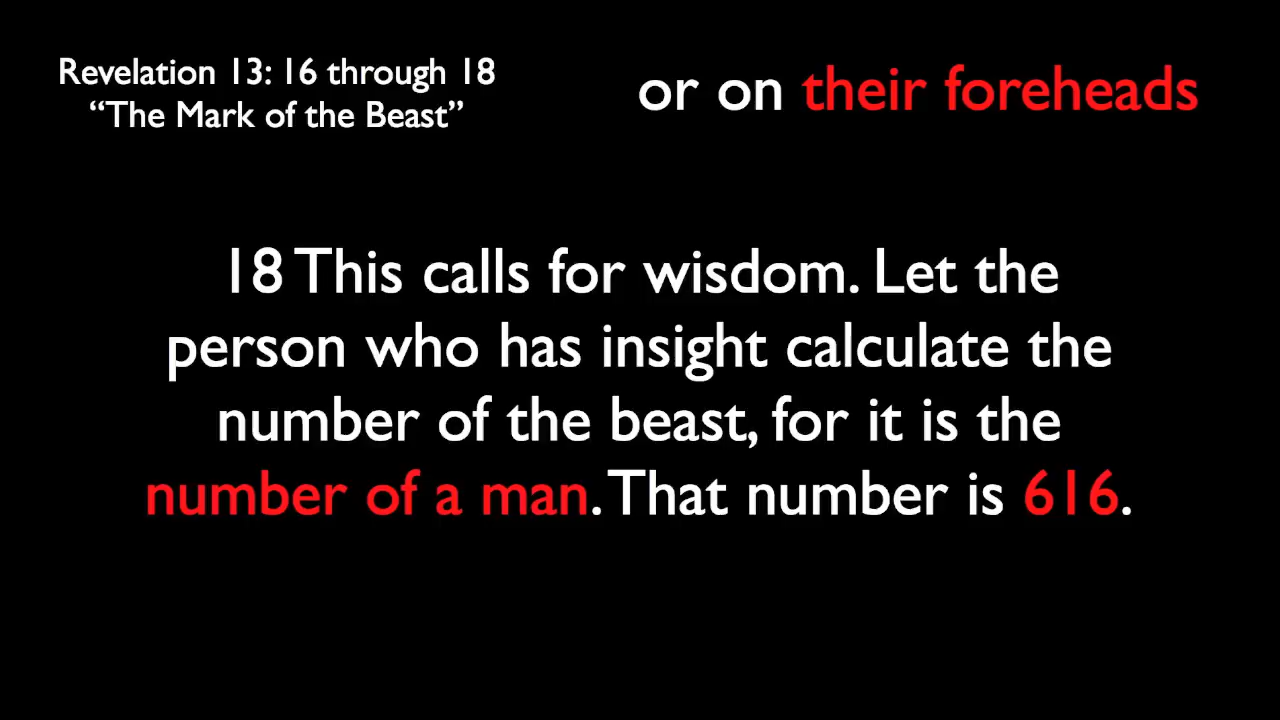 Revelation 13: 16 through 18
“The Mark of the Beast”
or on their foreheads
18 This calls for wisdom. Let the
person who has insight calculate the
number of the beast, for it is the
number of a man. That number is 616.